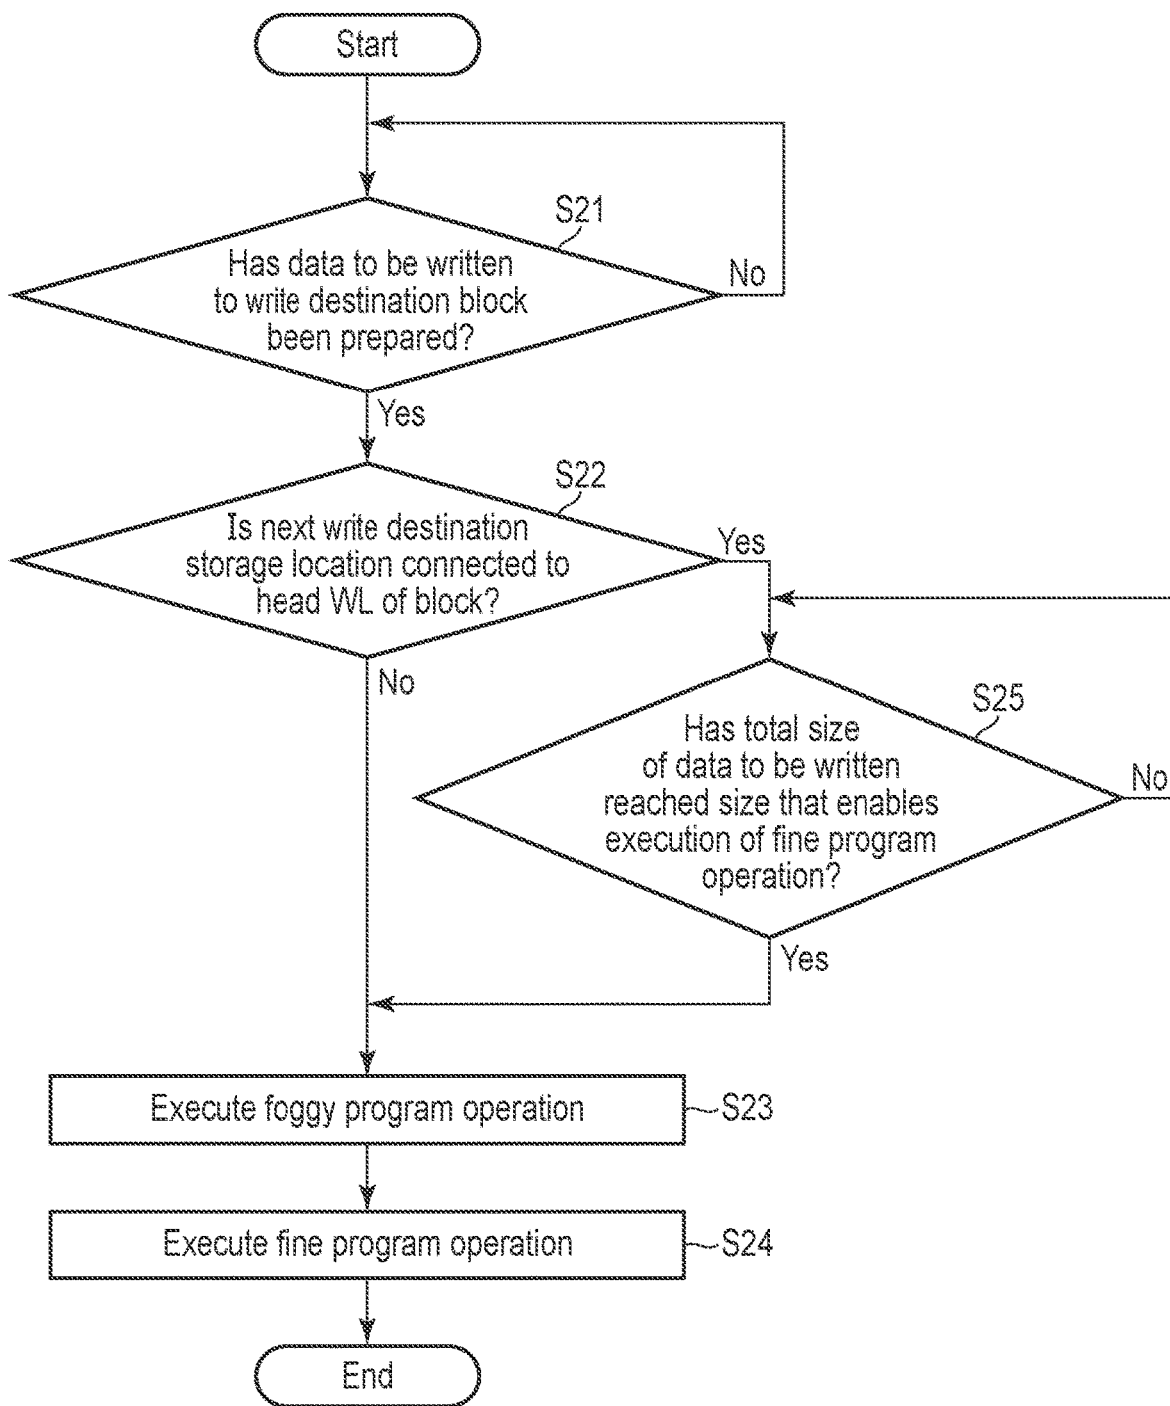 Start
S21
Has data to be written
to write destination block
been prepared?
No
Yes
S22
Is next write destination
storage location connected to
head WL of block?
Yes
No
S25
Has total size
of data to be written
reached size that enables
execution of fine program
operation?
No
Yes
Execute foggy program operation
S23
Execute fine program operation
S24
End